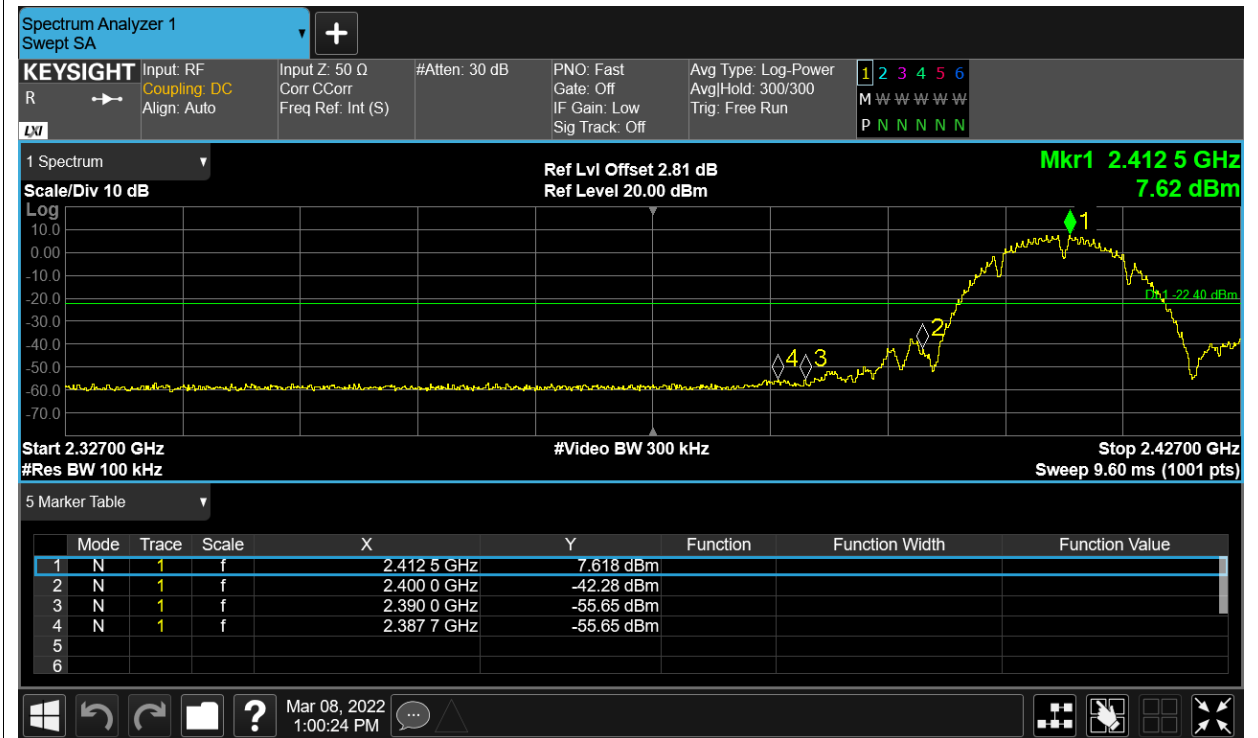 Spectrum Analyzer 1
Swept SA
+
KEYSIGHT
R
LXI
Input: RF
Coupling: DC
Align: Auto
Input Z: 50 Ω
Corr CCorr
Freq Ref: Int (S)
#Atten: 30 dB
PNO: Fast
Gate: Off
IF Gain: Low
Sig Track: Off
Avg Type: Log-Power
Avg|Hold: 300/300
Trig: Free Run
1 2 3 4 5 6
M W W W W W
P N N N N N
1 Spectrum
Scale/Div 10 dB
Ref Lvl Offset 2.81 dB
Ref Level 20.00 dBm
Mkr1 2.412 5 GHz
7.62 dBm
Log
10.0
0.00
-10.0
-20.0
-30.0
-40.0
-50.0
-60.0
-70.0
1
2
4 3
-22.40 dBm
Start 2.32700 GHz
#Res BW 100 kHz
#Video BW 300 kHz
Stop 2.42700 GHz
Sweep 9.60 ms (1001 pts)
5 Marker Table
Mode Trace Scale X Y Function Function Width Function Value
1 N 1 f 2.412 5 GHz 7.618 dBm
2 N 1 f 2.400 0 GHz -42.28 dBm
3 N 1 f 2.390 0 GHz -55.65 dBm
4 N 1 f 2.387 7 GHz -55.65 dBm
5
6
?
Mar 08, 2022
1:00:24 PM